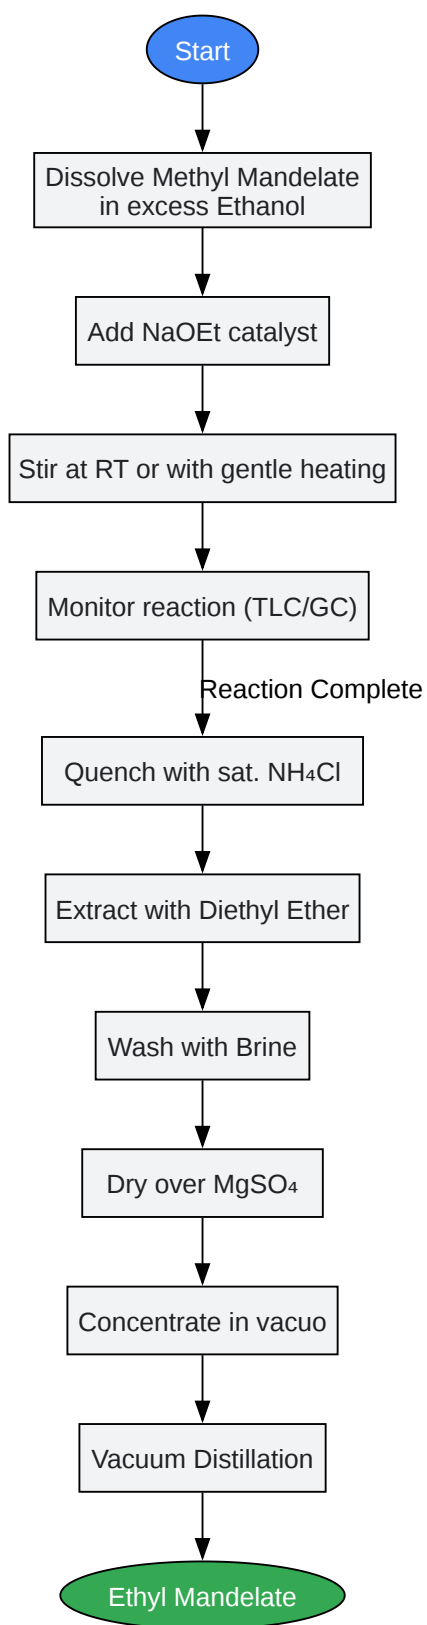 Start
Dissolve Methyl Mandelate
in excess Ethanol
Add NaOEt catalyst
Stir at RT or with gentle heating
Monitor reaction (TLC/GC)
Reaction Complete
Quench with sat. NH₄Cl
Extract with Diethyl Ether
Wash with Brine
Dry over MgSO₄
Concentrate in vacuo
Vacuum Distillation
Ethyl Mandelate